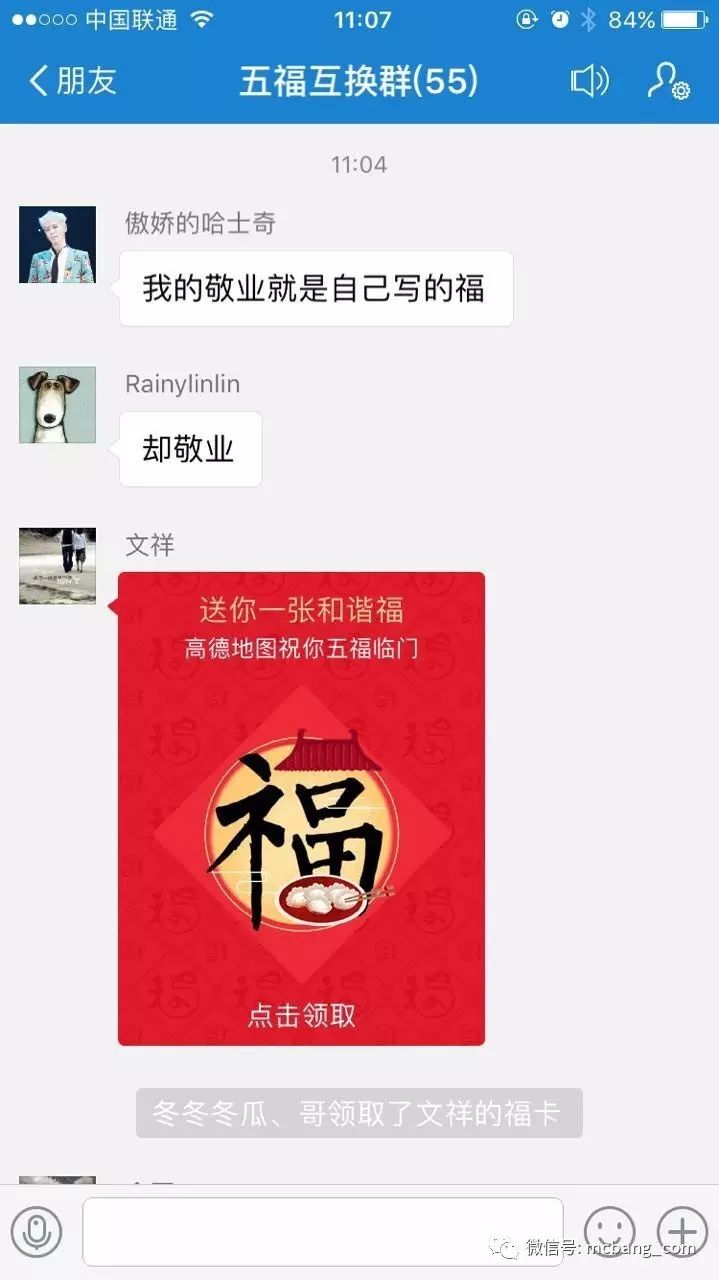 中国联通
11:07
84%
朋友
五福互换群(55)
11:04
傲娇的哈士奇
我的敬业就是自己写的福
Rainylinlin
却敬业
文祥
送你一张和谐福
高德地图祝你五福临门
福
点击领取
冬冬冬瓜、哥领取了文祥的福卡
微信号: mcbang_com